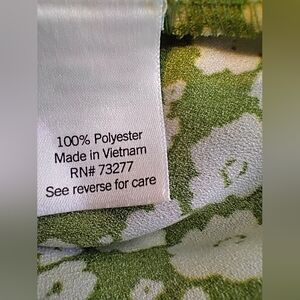 100% Polyester
Made in Vietnam
RN# 73277
See reverse for care